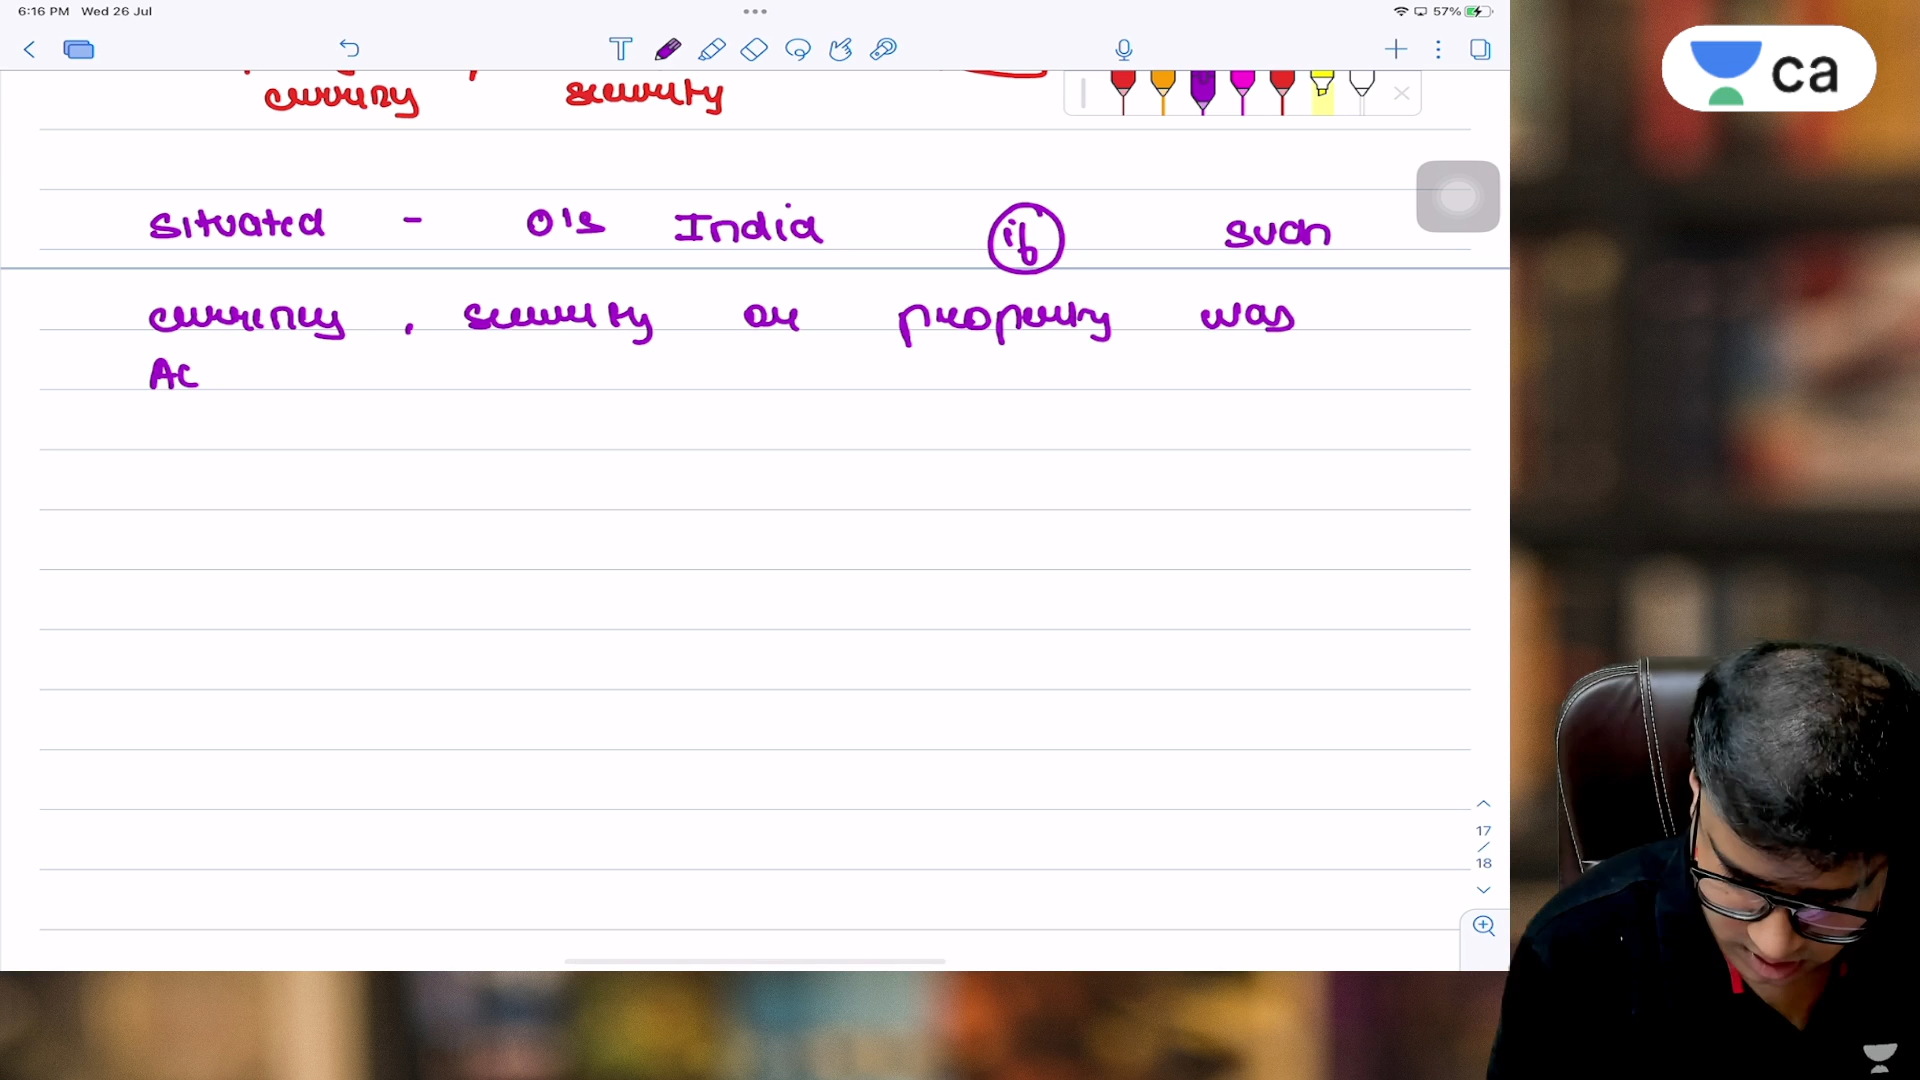 6:16 PM Wed 26 Jul
57%
ca
currency security
Situated - O's India if such
currency, security or property was
Ac
17
/
18